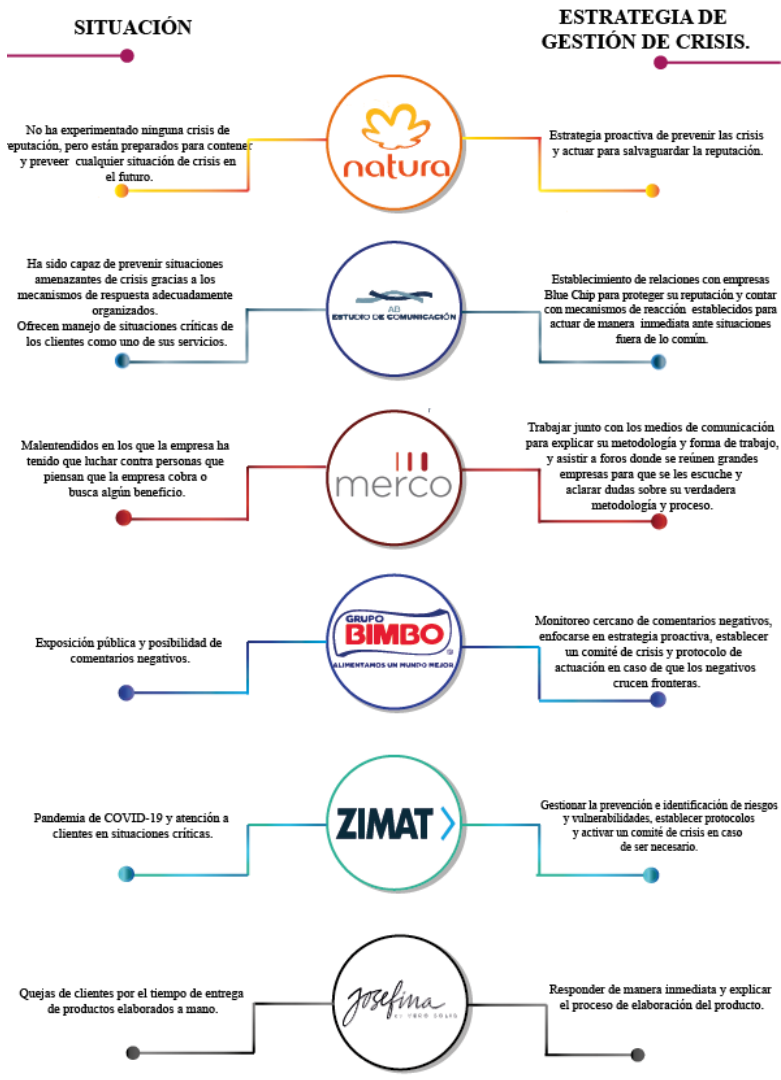 SITUACIÓN
ESTRATEGIA DE
GESTIÓN DE CRISIS.
No ha experimentado ninguna crisis de
reputación, pero están preparados para contener
y preveer cualquier situación de crisis en
el futuro.
natura
Estrategia proactiva de prevenir las crisis
y actuar para salvaguardar la reputación.
Ha sido capaz de prevenir situaciones
amenazantes de crisis gracias a los
mecanismos de respuesta adecuadamente
organizados.
Ofrecen manejo de situaciones críticas de
los clientes como uno de sus servicios.
AB
ESTUDIO DE COMUNICACIÓN
Establecimiento de relaciones con empresas
Blue Chip para proteger su reputación y contar
con mecanismos de reacción establecidos para
actuar de manera inmediata ante situaciones
fuera de lo común.
Malentendidos en los que la empresa ha
tenido que luchar contra personas que
piensan que la empresa cobra o
busca algún beneficio.
merco
Trabajar junto con los medios de comunicación
para explicar su metodología y forma de trabajo,
y asistir a foros donde se reúnen grandes
empresas para que se les escuche y
aclarar dudas sobre su verdadera
metodología y proceso.
Exposición pública y posibilidad de
comentarios negativos.
GRUPO
BIMBO
®
ALIMENTAMOS UN MUNDO MEJOR
Monitoreo cercano de comentarios negativos,
enfocarse en estrategia proactiva, establecer
un comité de crisis y protocolo de
actuación en caso de que los negativos
crucen fronteras.
Pandemia de COVID-19 y atención a
clientes en situaciones críticas.
ZIMAT
Gestionar la prevención e identificación de riesgos
y vulnerabilidades, establecer protocolos
y activar un comité de crisis en caso
de ser necesario.
Quejas de clientes por el tiempo de entrega
de productos elaborados a mano.
Josefina
BY VERO SOLIS
Responder de manera inmediata y explicar
el proceso de elaboración del producto.